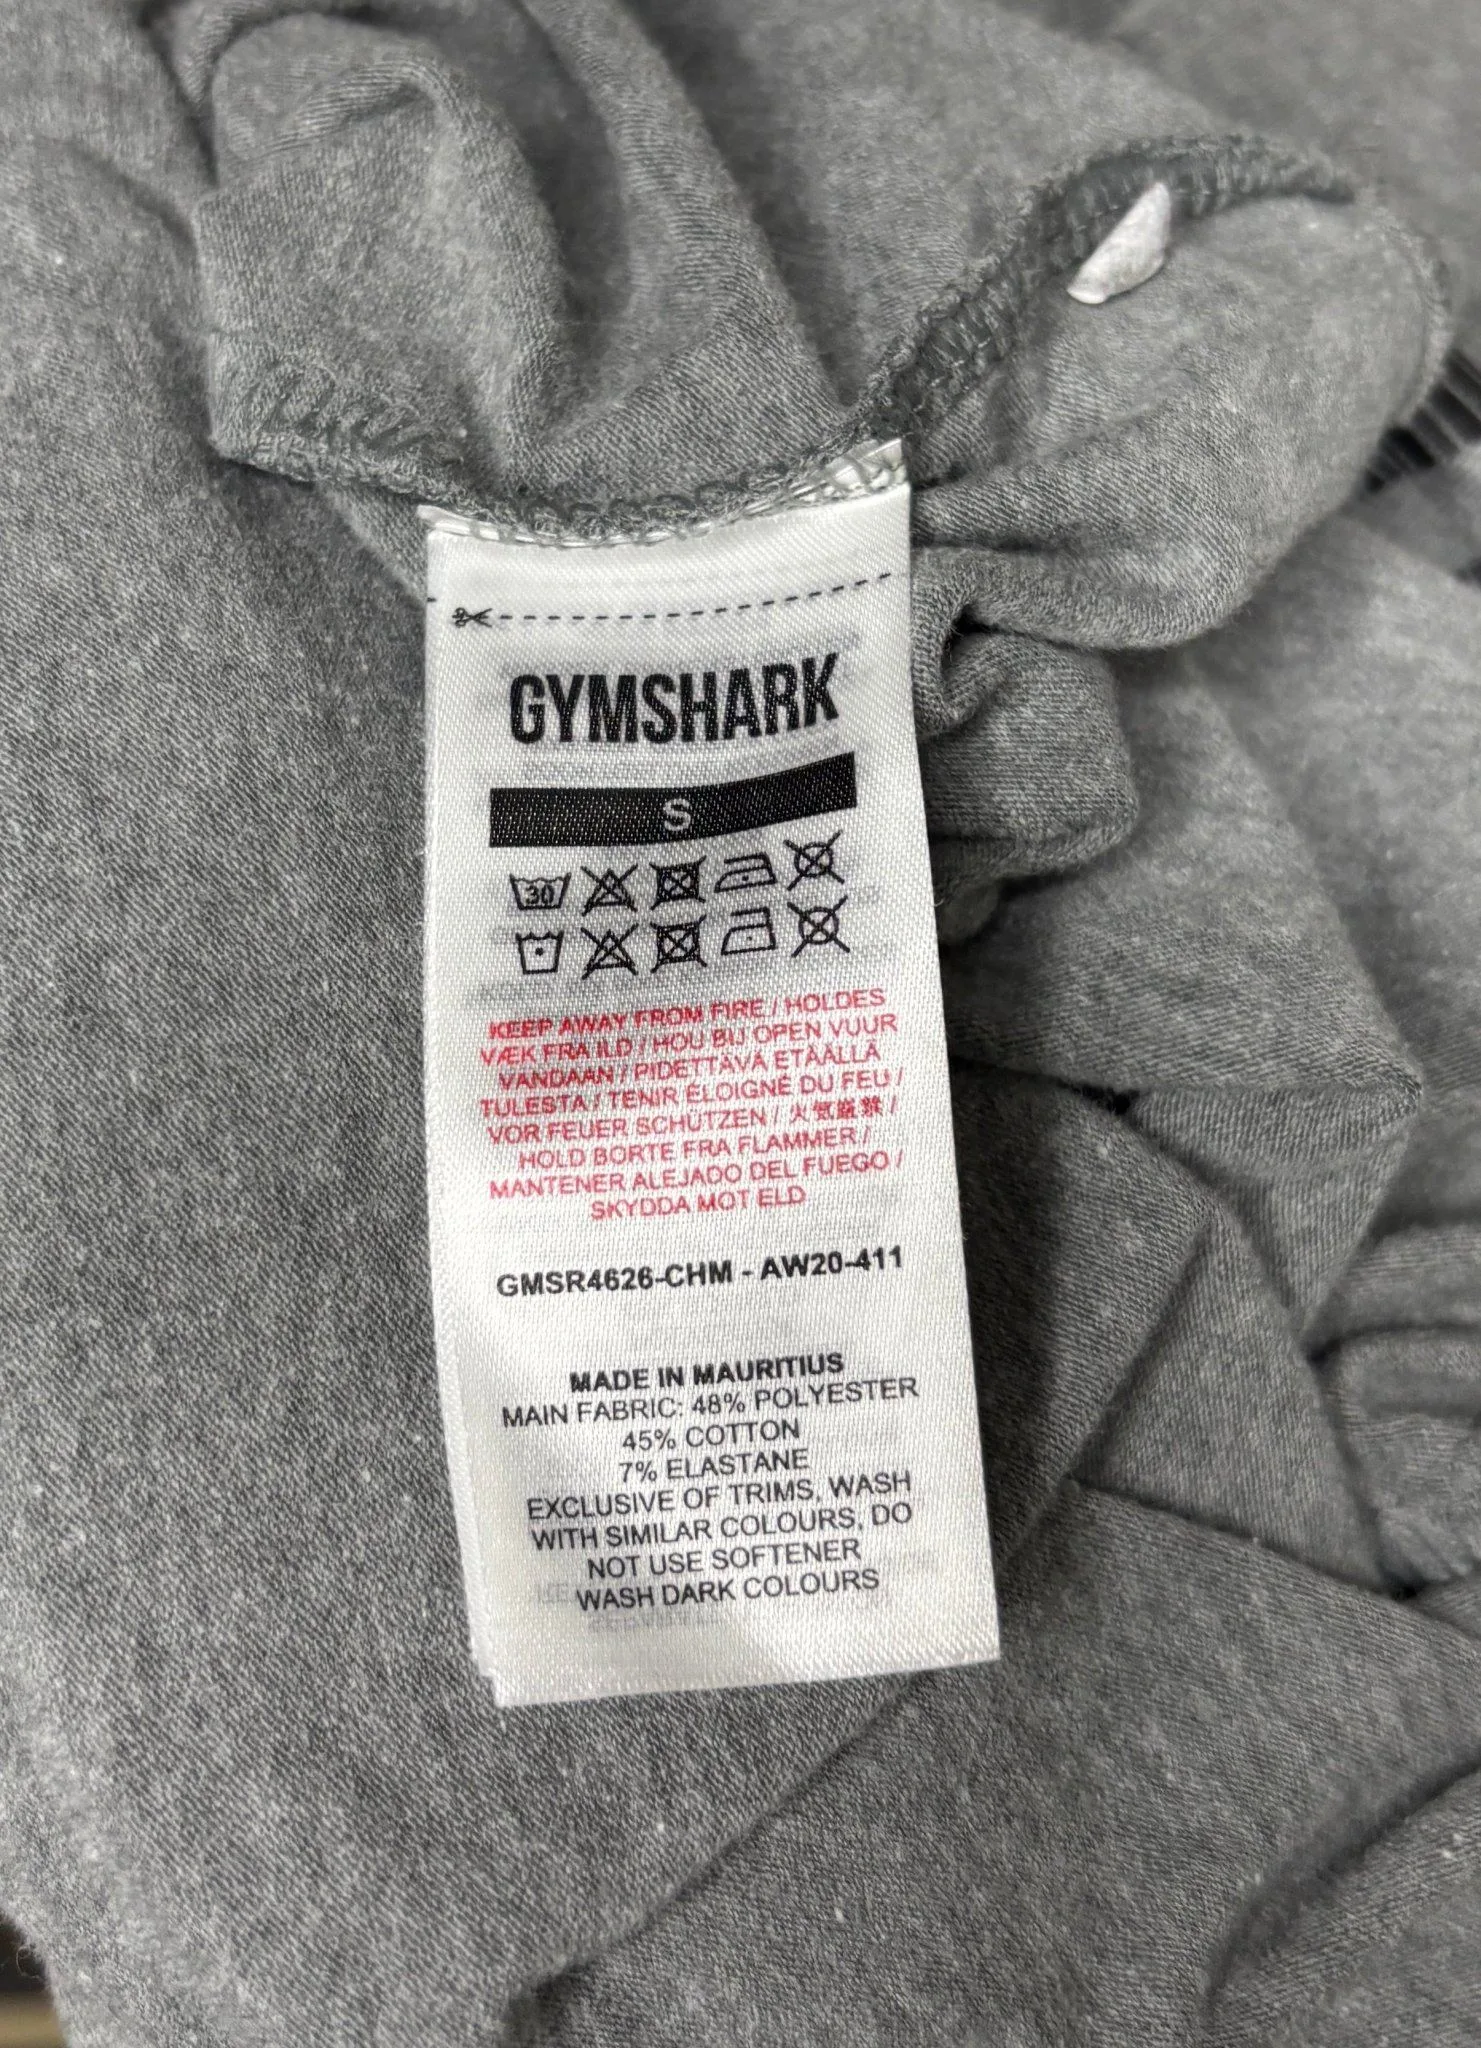 GYMSHARK
S
30
KEEP AWAY FROM FIRE / HOLDES
VÆK FRA ILD / HOU BIJ OPEN VUUR
VANDAAN / PIDETTÄVÄ ETÄÄLLÄ
TULESTA / TENIR ÉLOIGNÉ DU FEU /
VOR FEUER SCHÜTZEN / 火気厳禁 /
HOLD BORTE FRA FLAMMER /
MANTENER ALEJADO DEL FUEGO /
SKYDDA MOT ELD
GMSR4626-CHM - AW20-411
MADE IN MAURITIUS
MAIN FABRIC: 48% POLYESTER
45% COTTON
7% ELASTANE
EXCLUSIVE OF TRIMS, WASH
WITH SIMILAR COLOURS, DO
NOT USE SOFTENER
WASH DARK COLOURS